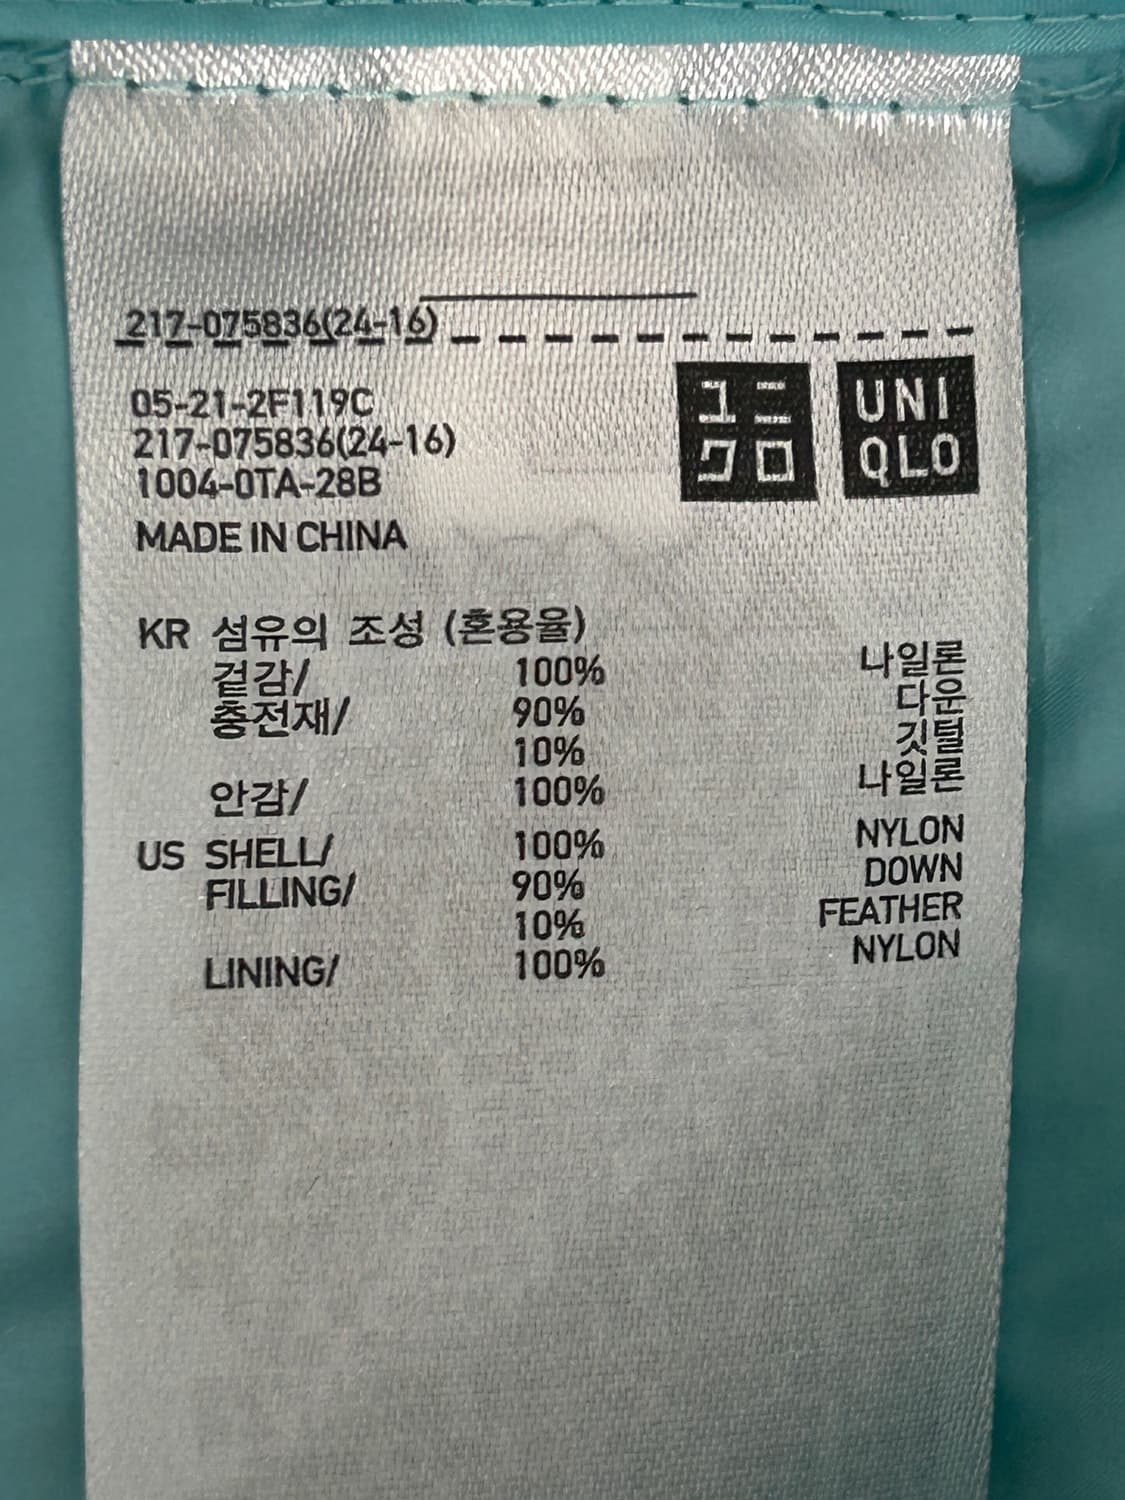 217-075836(24-16)
ユニ
クロ
UNI
QLO
05-21-2F119C
217-075836(24-16)
1004-0TA-28B
MADE IN CHINA
KR 섬유의 조성 (혼용율)
겉감/ 100% 나일론
충전재/ 90% 다운
10% 깃털
안감/ 100% 나일론
US SHELL/ 100% NYLON
FILLING/ 90% DOWN
10% FEATHER
LINING/ 100% NYLON